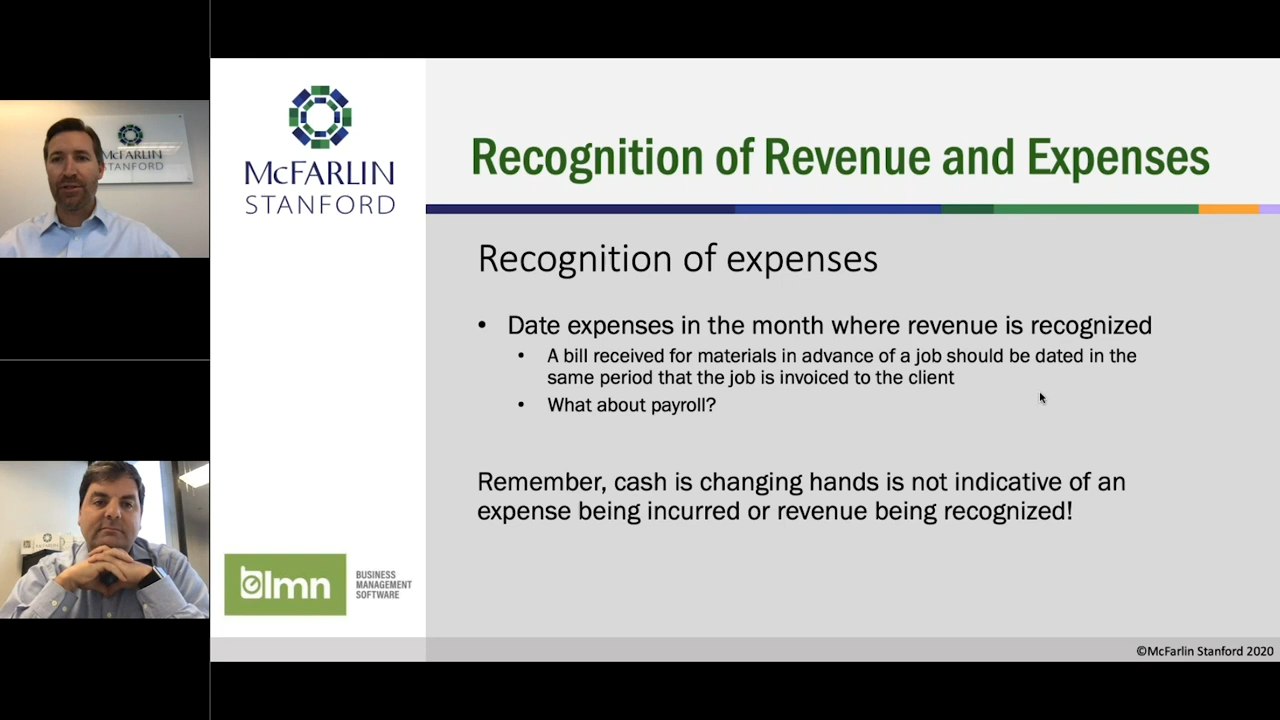 McFARLIN
STANFORD
McFARLIN
STANFORD
Recognition of Revenue and Expenses
Recognition of expenses
• Date expenses in the month where revenue is recognized
• A bill received for materials in advance of a job should be dated in the
same period that the job is invoiced to the client
• What about payroll?
Remember, cash is changing hands is not indicative of an
expense being incurred or revenue being recognized!
lmn
BUSINESS
MANAGEMENT
SOFTWARE
©McFarlin Stanford 2020